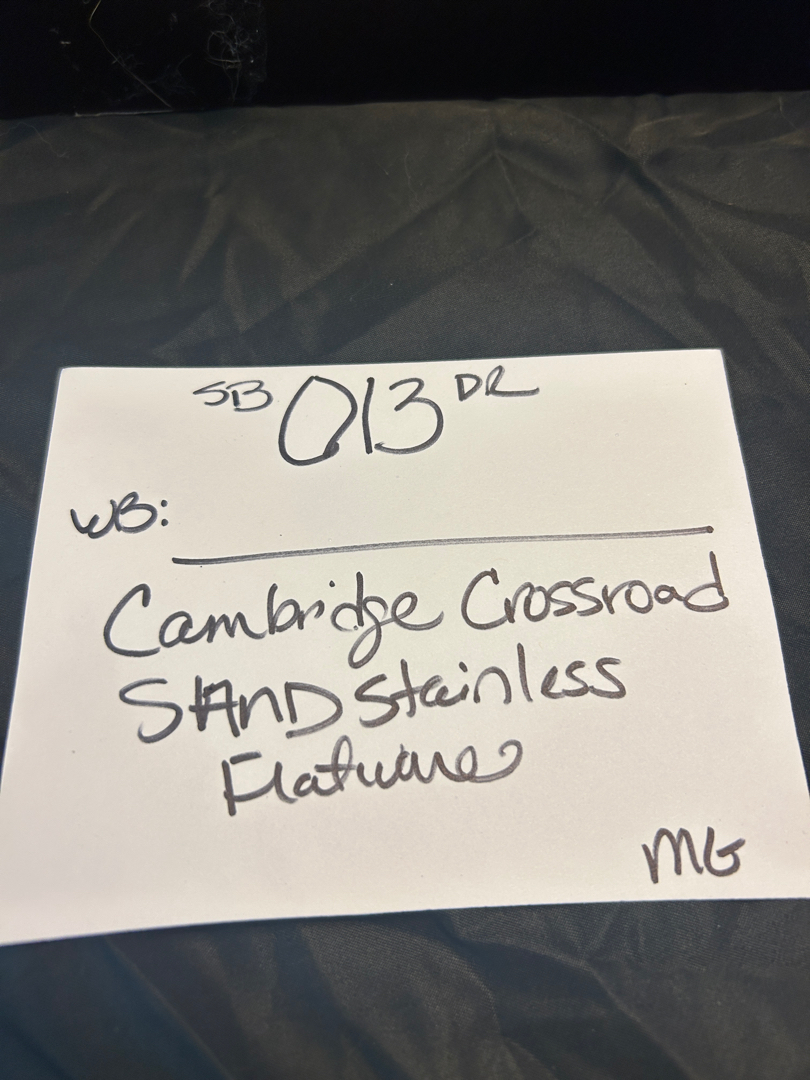 SB 013 DR
WB:
Cambridge Crossroad
SAnD Stainless
Flatware
MG